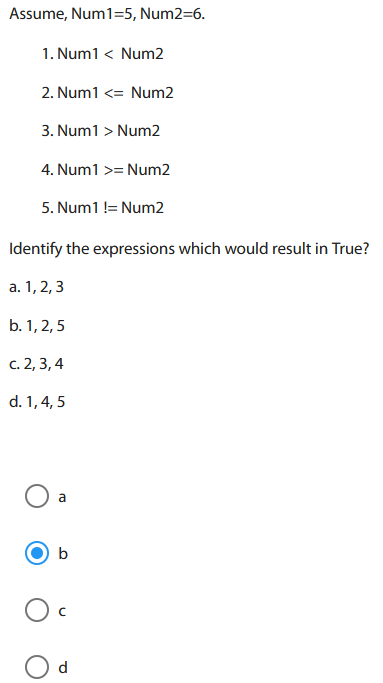 Assume, Num1=5, Num2=6.
1. Num1 < Num2
2. Num1 <= Num2
3. Num1 > Num2
4. Num1 >= Num2
5. Num1 != Num2
Identify the expressions which would result in True?
a. 1, 2, 3
b. 1, 2, 5
c. 2, 3, 4
d. 1, 4, 5
a
b
c
d